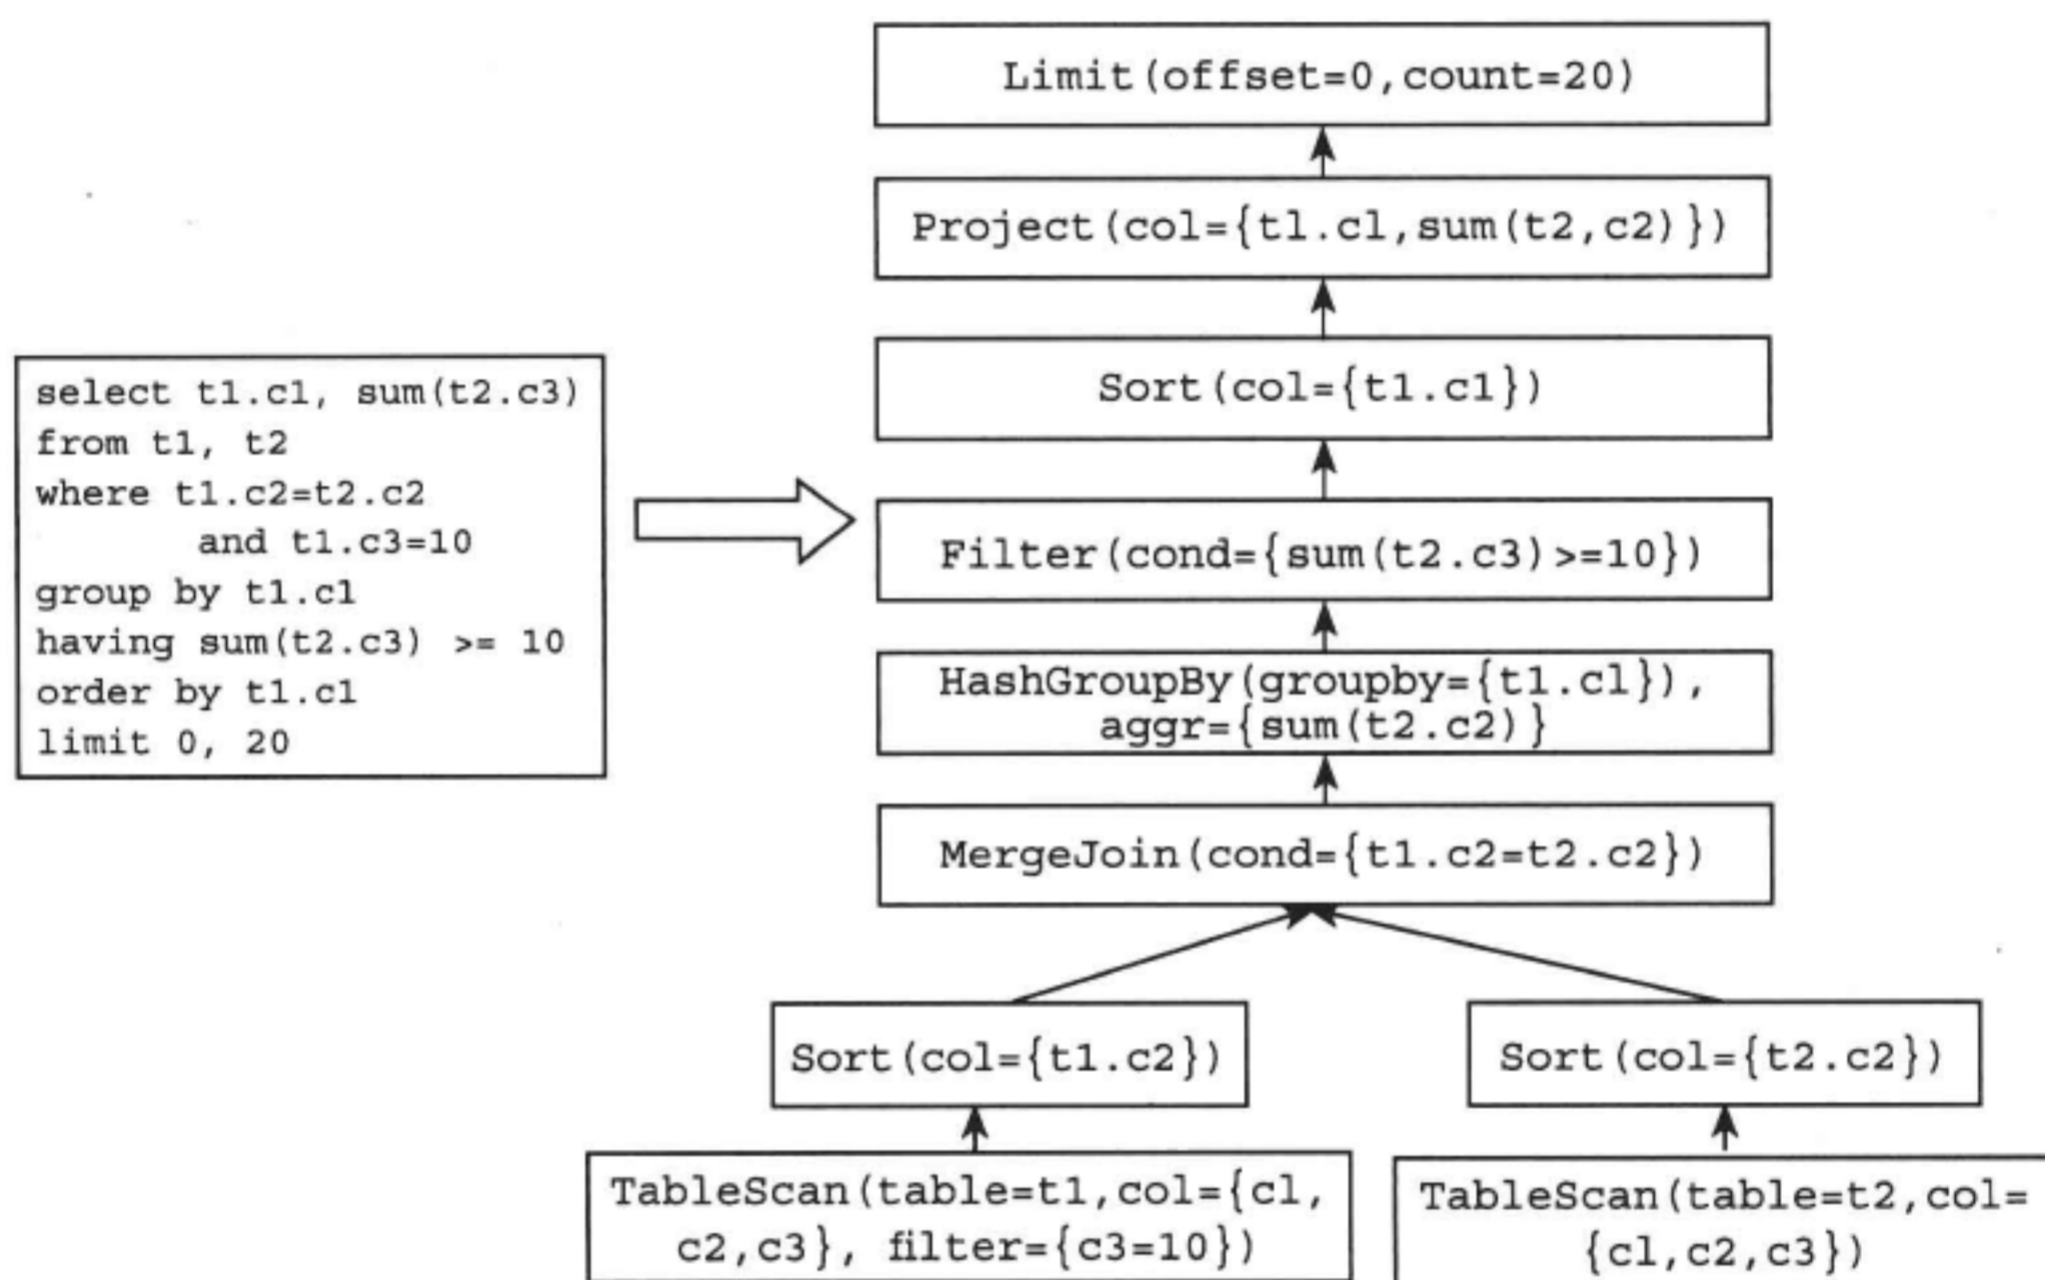 Limit(offset=0,count=20)
Project(col={t1.c1,sum(t2,c2)})
Sort(col={t1.c1})
select t1.c1, sum(t2.c3)
from t1, t2
where t1.c2=t2.c2
and t1.c3=10
group by t1.c1
having sum(t2.c3) >= 10
order by t1.c1
limit 0, 20
Filter(cond={sum(t2.c3)>=10})
HashGroupBy(groupby={t1.c1}),
aggr={sum(t2.c2)}
MergeJoin(cond={t1.c2=t2.c2})
Sort(col={t1.c2})
Sort(col={t2.c2})
TableScan(table=t1,col={c1,
c2,c3}, filter={c3=10})
TableScan(table=t2,col=
{c1,c2,c3})